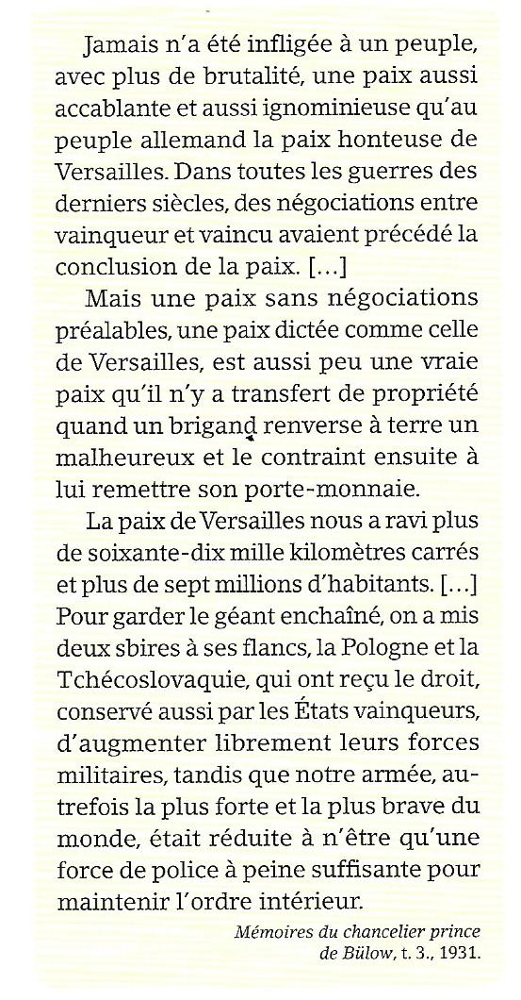 Jamais n'a été infligée à un peuple,
avec plus de brutalité, une paix aussi
accablante et aussi ignominieuse qu'au
peuple allemand la paix honteuse de
Versailles. Dans toutes les guerres des
derniers siècles, des négociations entre
vainqueur et vaincu avaient précédé la
conclusion de la paix. […]
Mais une paix sans négociations
préalables, une paix dictée comme celle
de Versailles, est aussi peu une vraie
paix qu'il n'y a transfert de propriété
quand un brigand renverse à terre un
malheureux et le contraint ensuite à
lui remettre son porte-monnaie.
La paix de Versailles nous a ravi plus
de soixante-dix mille kilomètres carrés
et plus de sept millions d'habitants. […]
Pour garder le géant enchaîné, on a mis
deux sbires à ses flancs, la Pologne et la
Tchécoslovaquie, qui ont reçu le droit,
conservé aussi par les États vainqueurs,
d'augmenter librement leurs forces
militaires, tandis que notre armée, au-
trefois la plus forte et la plus brave du
monde, était réduite à n'être qu'une
force de police à peine suffisante pour
maintenir l'ordre intérieur.
Mémoires du chancelier prince
de Bülow, t. 3., 1931.